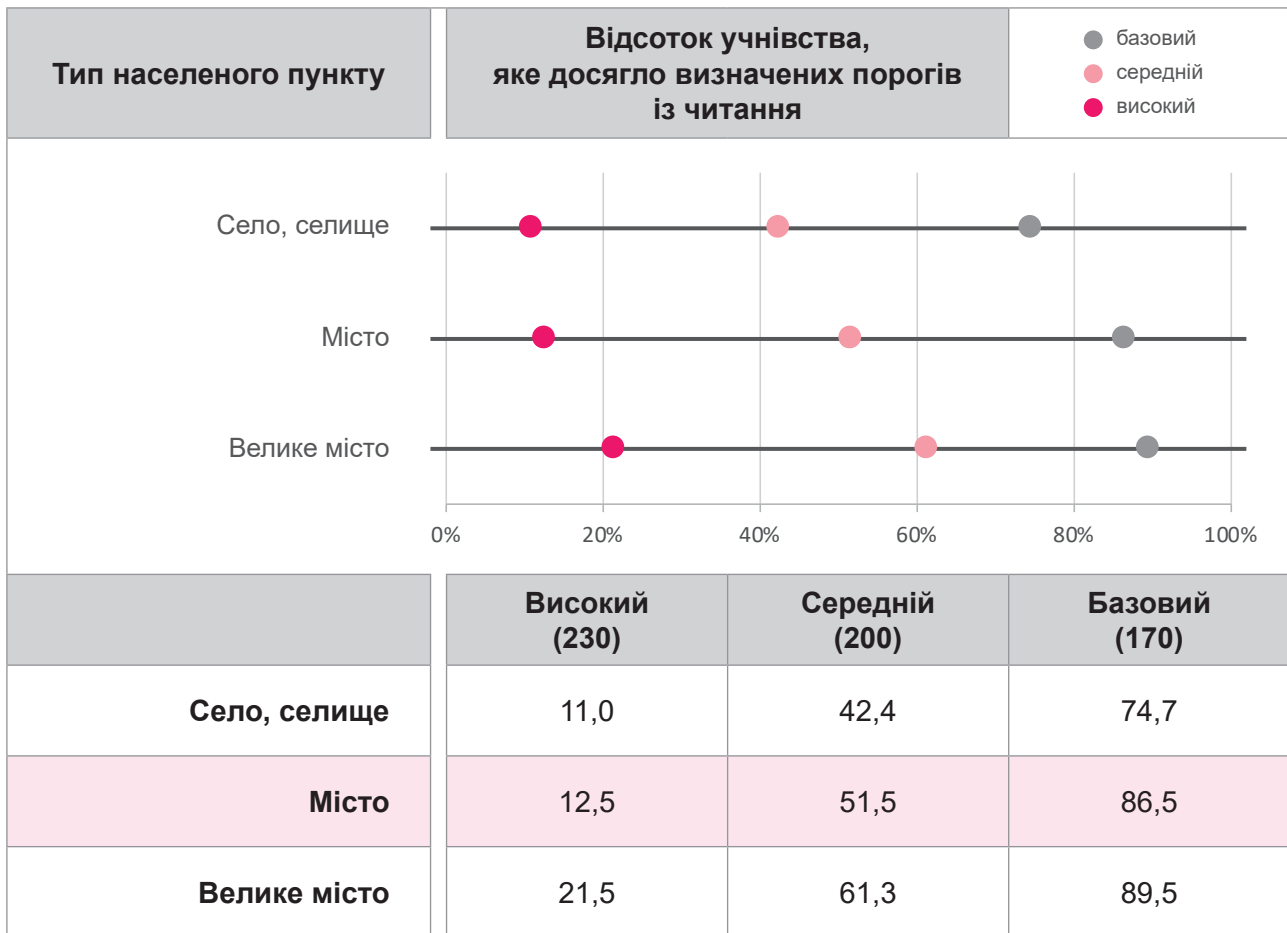 Тип населеного пункту
Відсоток учнівства,
яке досягло визначених порогів
із читання
базовий
середній
високий
Село, селище
Місто
Велике місто
0% 20% 40% 60% 80% 100%
Високий (230) Середній (200) Базовий (170)
Село, селище 11,0 42,4 74,7
Місто 12,5 51,5 86,5
Велике місто 21,5 61,3 89,5